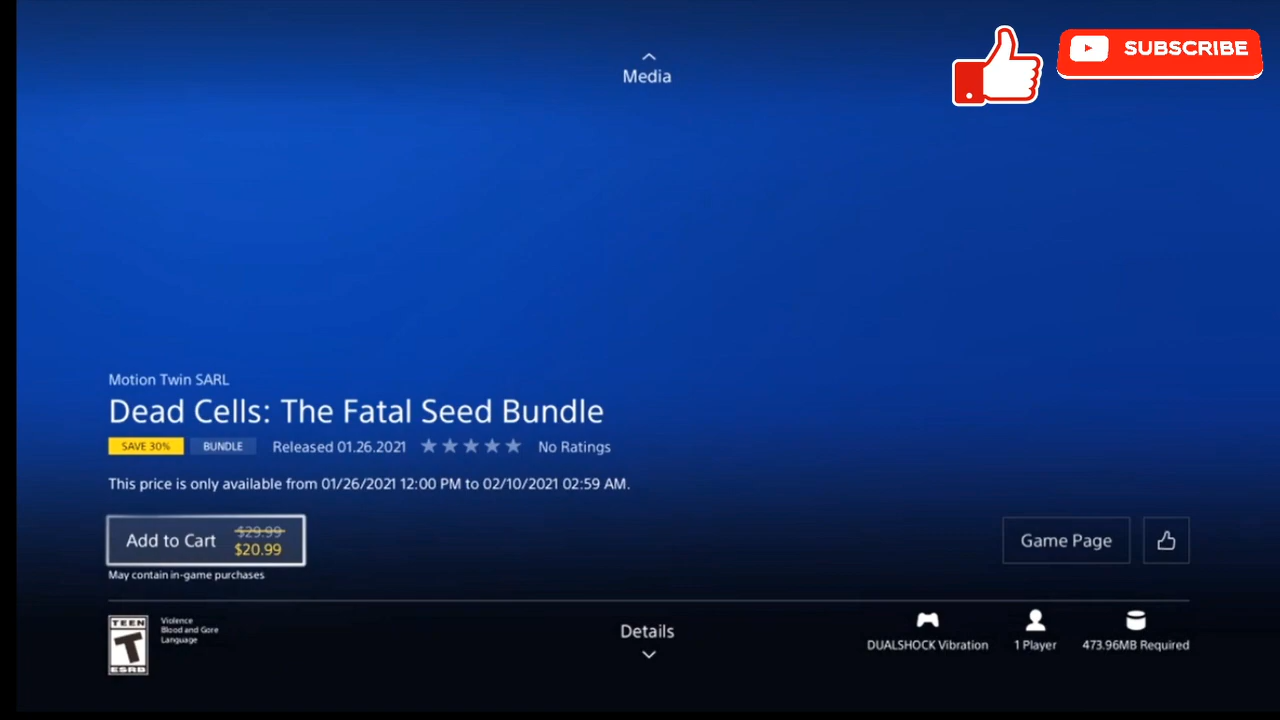 SUBSCRIBE
Media
Motion Twin SARL
Dead Cells: The Fatal Seed Bundle
SAVE 30% BUNDLE Released 01.26.2021 No Ratings
This price is only available from 01/26/2021 12:00 PM to 02/10/2021 02:59 AM.
Add to Cart $29.99
$20.99
Game Page
May contain in-game purchases
TEEN
T
ESRB
Violence
Blood and Gore
Language
Details
DUALSHOCK Vibration
1 Player
473.96MB Required